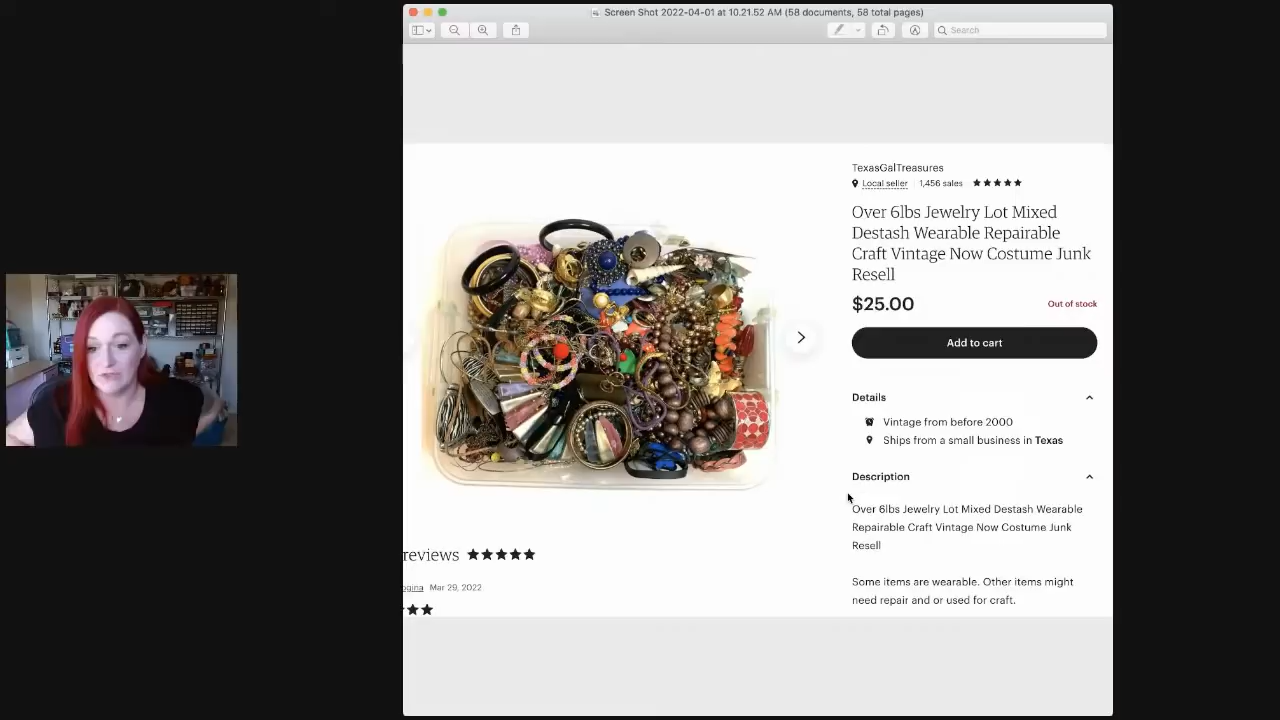 Screen Shot 2022-04-01 at 10.21.52 AM (58 documents, 58 total pages)
Search
TexasGalTreasures
Local seller 1,456 sales
Over 6lbs Jewelry Lot Mixed
Destash Wearable Repairable
Craft Vintage Now Costume Junk
Resell
$25.00 Out of stock
Add to cart
Details
Vintage from before 2000
Ships from a small business in Texas
Description
Over 6lbs Jewelry Lot Mixed Destash Wearable
Repairable Craft Vintage Now Costume Junk
Resell
Some items are wearable. Other items might
need repair and or used for craft.
reviews
Mar 29, 2022